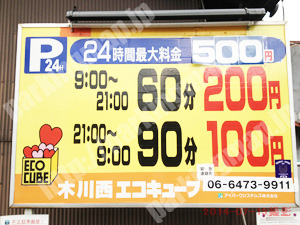 P 24時間最大料金 500円
24H
9:00〜21:00 60分 200円
21:00〜9:00 90分 100円
ECO CUBE
木川西エコキューブ
06-6473-9911